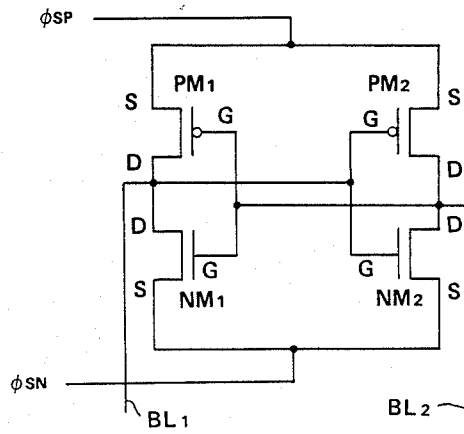 φSP
PM1 PM2
S S
G G
D D
D D
G G
S S
NM1 NM2
φSN
BL1 BL2